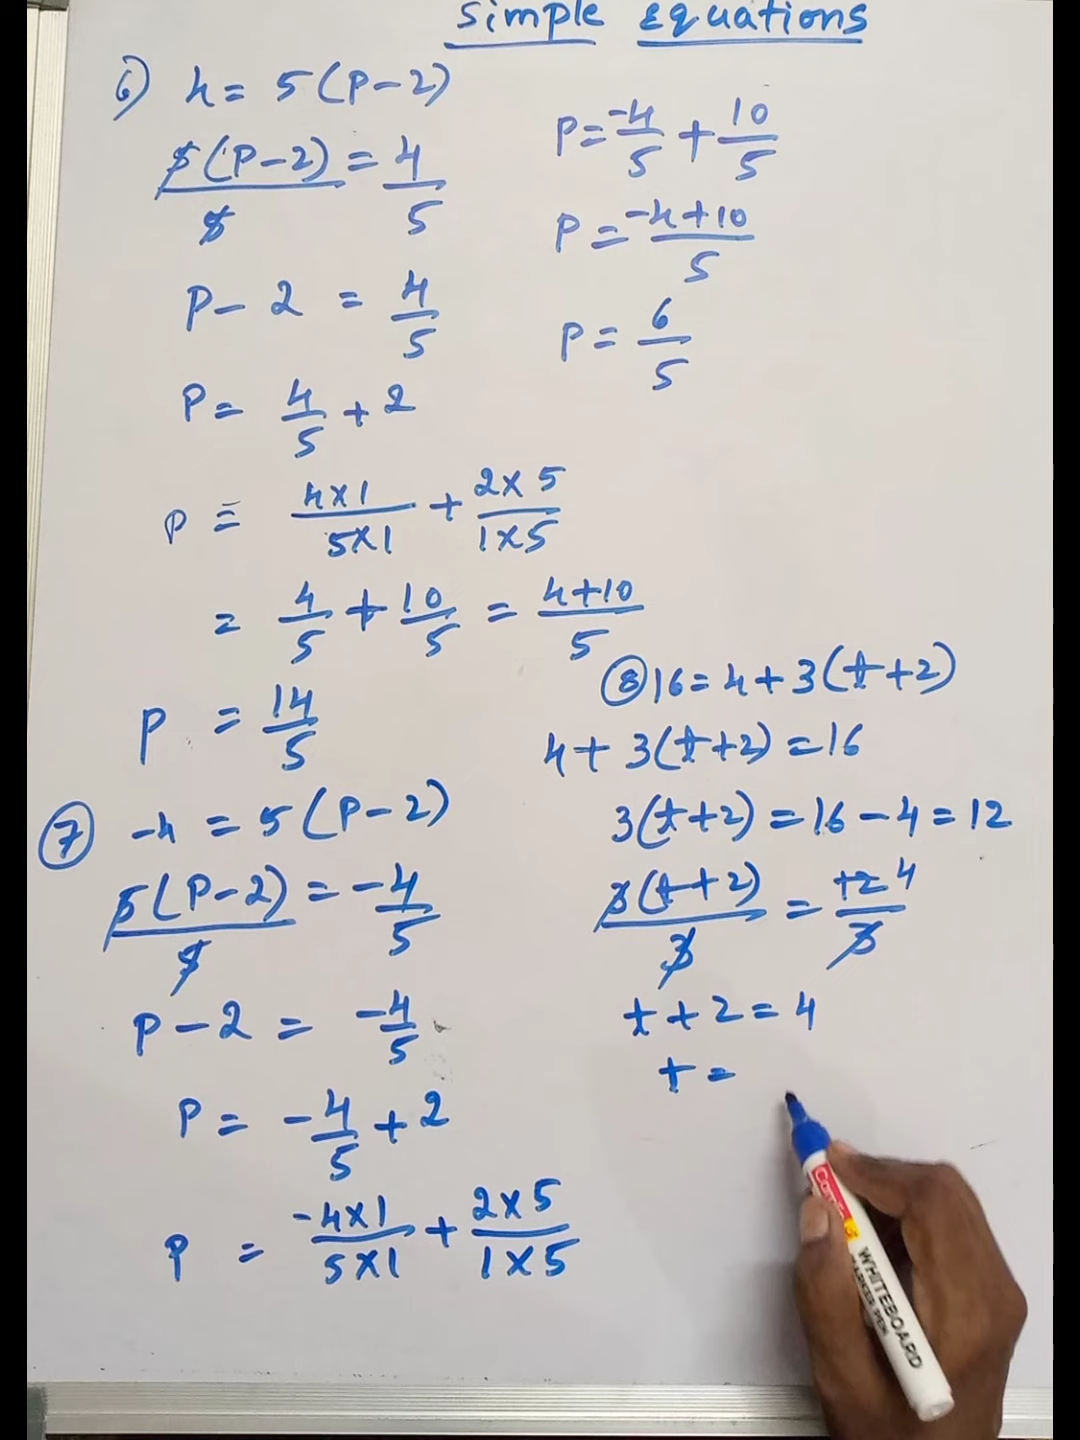 Simple Equations
6) 4 = 5(P-2)
5(P-2)/5 = 4/5
P-2 = 4/5
P = 4/5 + 2
P = 4×1/5×1 + 2×5/1×5
= 4/5 + 10/5 = 4+10/5
P = 14/5
7 -4 = 5(P-2)
5(P-2)/5 = -4/5
P-2 = -4/5
P = -4/5 + 2
P = -4×1/5×1 + 2×5/1×5
P = -4/5 + 10/5
P = -4+10/5
P = 6/5
8 16 = 4+3(t+2)
4+3(t+2) = 16
3(t+2) = 16-4 = 12
3(t+2)/3 = 12 4/3
t+2 = 4
t =
WHITEBOARD
MARKER PEN